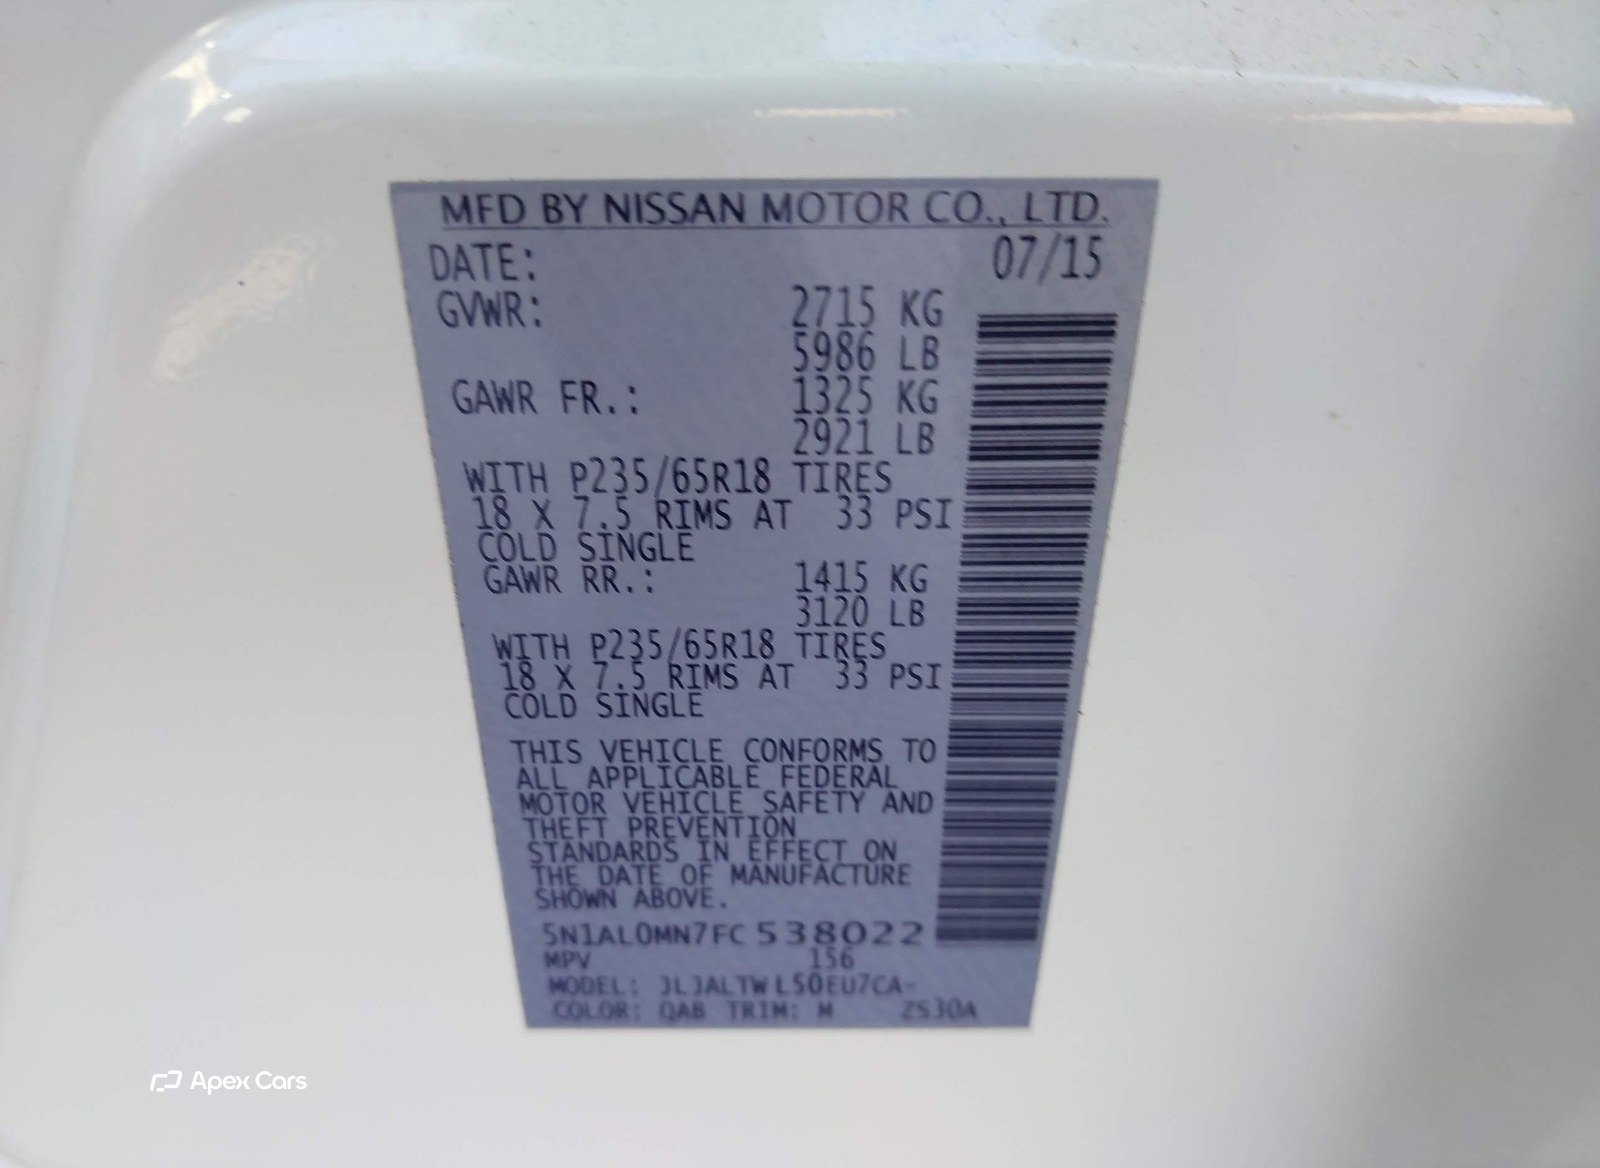 MFD BY NISSAN MOTOR CO., LTD.
DATE: 07/15
GVWR: 2715 KG
5986 LB
GAWR FR.: 1325 KG
2921 LB
WITH P235/65R18 TIRES
18 X 7.5 RIMS AT 33 PSI
COLD SINGLE
GAWR RR.: 1415 KG
3120 LB
WITH P235/65R18 TIRES
18 X 7.5 RIMS AT 33 PSI
COLD SINGLE
THIS VEHICLE CONFORMS TO
ALL APPLICABLE FEDERAL
MOTOR VEHICLE SAFETY AND
THEFT PREVENTION
STANDARDS IN EFFECT ON
THE DATE OF MANUFACTURE
SHOWN ABOVE.
5N1AL0MN7FC538022
MPV 156
MODEL:
COLOR: QAB TRIM: M
Apex Cars